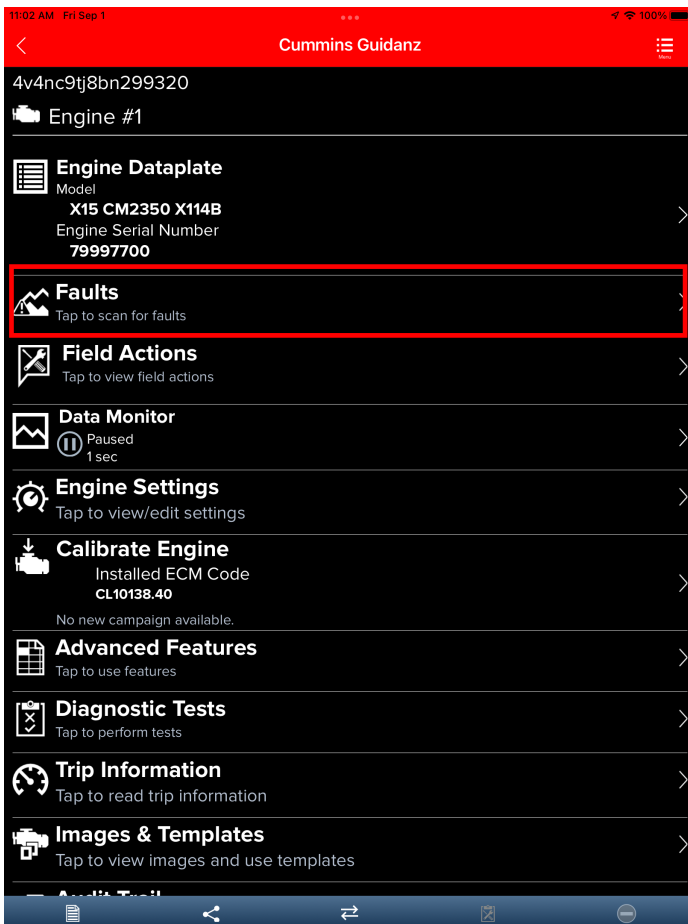 11:02 AM Fri Sep 1
100%
Cummins Guidanz
Menu
4v4nc9tj8bn299320
Engine #1
Engine Dataplate
Model
X15 CM2350 X114B
Engine Serial Number
79997700
Faults
Tap to scan for faults
Field Actions
Tap to view field actions
Data Monitor
Paused
1 sec
Engine Settings
Tap to view/edit settings
Calibrate Engine
Installed ECM Code
CL10138.40
No new campaign available.
Advanced Features
Tap to use features
Diagnostic Tests
Tap to perform tests
Trip Information
Tap to read trip information
Images & Templates
Tap to view images and use templates
Audit Trail